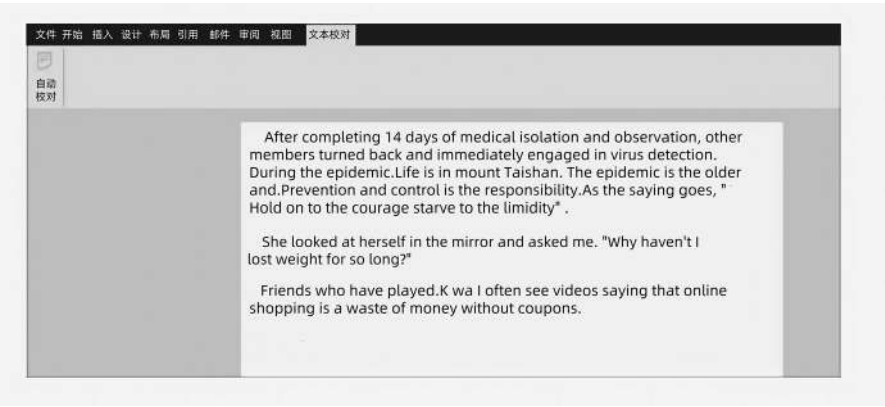 文件 开始 插入 设计 布局 引用 邮件 审阅 视图 文本校对
自动
校对
After completing 14 days of medical isolation and observation, other
members turned back and immediately engaged in virus detection.
During the epidemic.Life is in mount Taishan. The epidemic is the older
and.Prevention and control is the responsibility.As the saying goes, "
Hold on to the courage starve to the limidity" .
She looked at herself in the mirror and asked me. "Why haven't I
lost weight for so long?"
Friends who have played.K wa I often see videos saying that online
shopping is a waste of money without coupons.